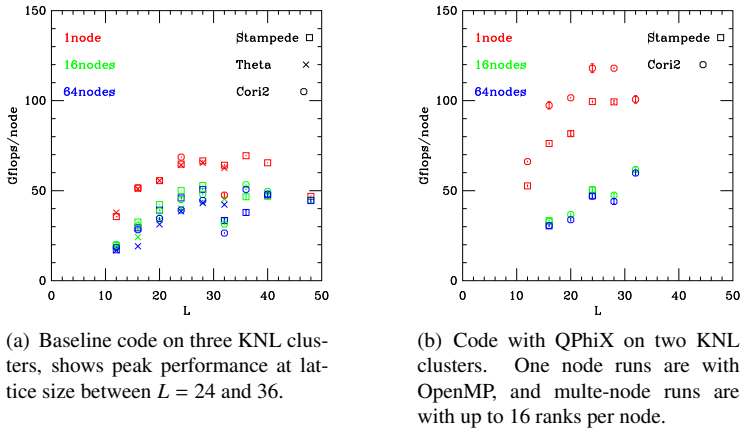 150
100
50
0
Gflops/node
1node
16nodes
64nodes
Stampede
Theta
Cori2
0 10 20 30 40 50
L
(a) Baseline code on three KNL clus-
ters, shows peak performance at lat-
tice size between L = 24 and 36.
150
100
50
0
Gflops/node
1node
16nodes
64nodes
Stampede
Cori2
0 10 20 30 40 50
L
(b) Code with QPhiX on two KNL
clusters. One node runs are with
OpenMP, and multe-node runs are
with up to 16 ranks per node.